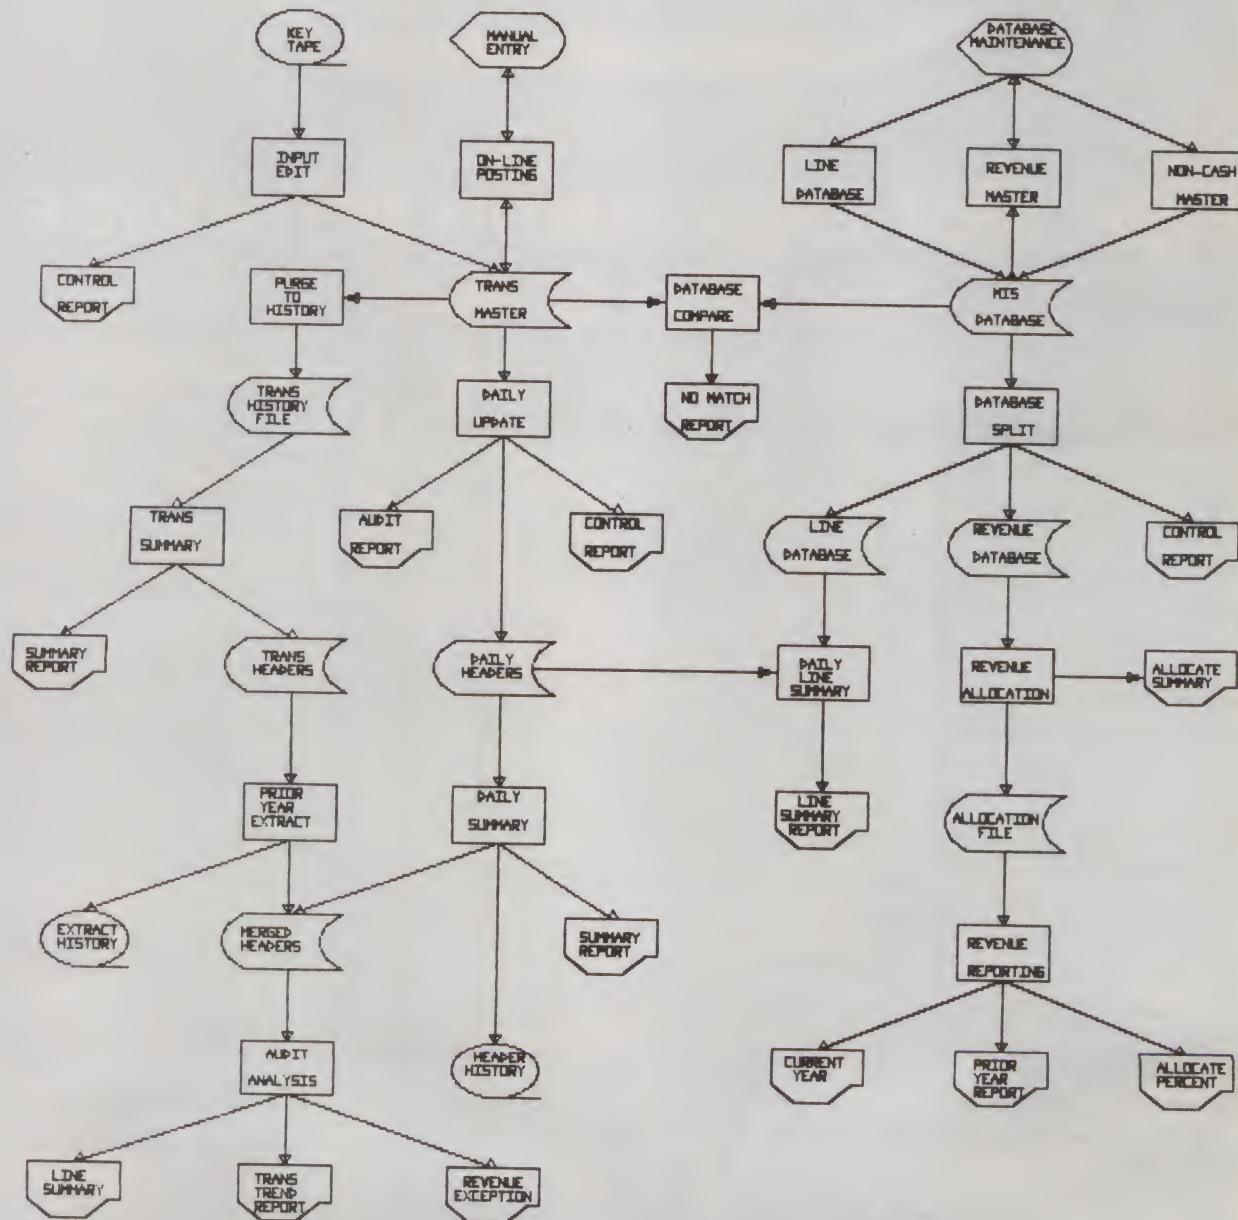 KEY
TAPE
MANUAL
ENTRY
DATABASE
MAINTENANCE
INPUT
EDIT
ON-LINE
POSTING
LINE
DATABASE
REVENUE
MASTER
NON-CASH
MASTER
CONTROL
REPORT
PURGE
TO
HISTORY
TRANS
MASTER
DATABASE
COMPARE
MIS
DATABASE
TRANS
HISTORY
FILE
DAILY
UPDATE
NO MATCH
REPORT
DATABASE
SPLIT
TRANS
SUMMARY
AUDIT
REPORT
CONTROL
REPORT
LINE
DATABASE
REVENUE
DATABASE
CONTROL
REPORT
SUMMARY
REPORT
TRANS
HEADERS
DAILY
HEADERS
DAILY
LINE
SUMMARY
REVENUE
ALLOCATION
ALLOCATE
SUMMARY
PRIOR
YEAR
EXTRACT
DAILY
SUMMARY
LINE
SUMMARY
REPORT
ALLOCATION
FILE
EXTRACT
HISTORY
MERGED
HEADERS
SUMMARY
REPORT
REVENUE
REPORTING
AUDIT
ANALYSIS
HEADER
HISTORY
CURRENT
YEAR
PRIOR
YEAR
REPORT
ALLOCATE
PERCENT
LINE
SUMMARY
TRANS
TREND
REPORT
REVENUE
EXCEPTION